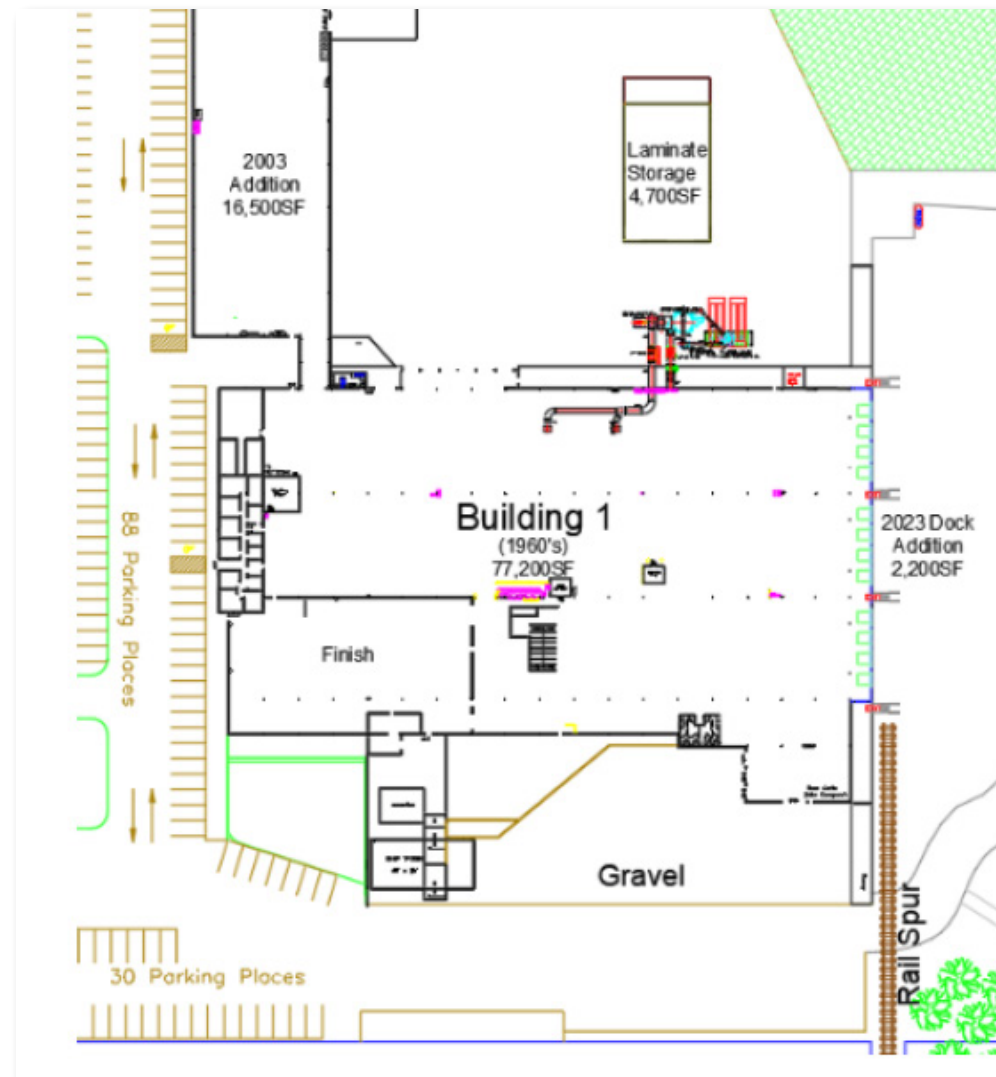 2003
Addition
16,500SF
Laminate
Storage
4,700SF
Building 1
(1960's)
77,200SF
2023 Dock
Addition
2,200SF
88 Parking Places
Finish
Gravel
Rail Spur
30 Parking Places